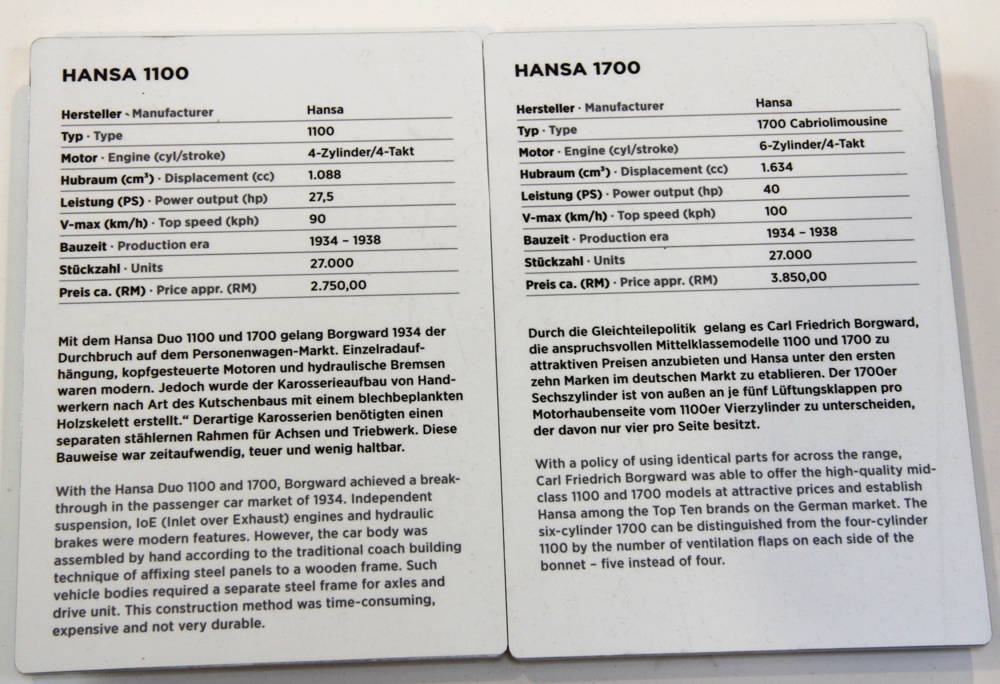 HANSA 1100
Hersteller · Manufacturer Hansa
Typ · Type 1100
Motor · Engine (cyl/stroke) 4-Zylinder/4-Takt
Hubraum (cm³) · Displacement (cc) 1.088
Leistung (PS) · Power output (hp) 27,5
V-max (km/h) · Top speed (kph) 90
Bauzeit · Production era 1934 – 1938
Stückzahl · Units 27.000
Preis ca. (RM) · Price appr. (RM) 2.750,00
Mit dem Hansa Duo 1100 und 1700 gelang Borgward 1934 der
Durchbruch auf dem Personenwagen-Markt. Einzelradauf-
hängung, kopfgesteuerte Motoren und hydraulische Bremsen
waren modern. Jedoch wurde der Karosserieaufbau von Hand-
werkern nach Art des Kutschenbaus mit einem blechbeplankten
Holzskelett erstellt.“ Derartige Karosserien benötigten einen
separaten stählernen Rahmen für Achsen und Triebwerk. Diese
Bauweise war zeitaufwendig, teuer und wenig haltbar.
With the Hansa Duo 1100 and 1700, Borgward achieved a break-
through in the passenger car market of 1934. Independent
suspension, IoE (Inlet over Exhaust) engines and hydraulic
brakes were modern features. However, the car body was
assembled by hand according to the traditional coach building
technique of affixing steel panels to a wooden frame. Such
vehicle bodies required a separate steel frame for axles and
drive unit. This construction method was time-consuming,
expensive and not very durable.
HANSA 1700
Hersteller · Manufacturer Hansa
Typ · Type 1700 Cabriolimousine
Motor · Engine (cyl/stroke) 6-Zylinder/4-Takt
Hubraum (cm³) · Displacement (cc) 1.634
Leistung (PS) · Power output (hp) 40
V-max (km/h) · Top speed (kph) 100
Bauzeit · Production era 1934 – 1938
Stückzahl · Units 27.000
Preis ca. (RM) · Price appr. (RM) 3.850,00
Durch die Gleichteilepolitik gelang es Carl Friedrich Borgward,
die anspruchsvollen Mittelklassemodelle 1100 und 1700 zu
attraktiven Preisen anzubieten und Hansa unter den ersten
zehn Marken im deutschen Markt zu etablieren. Der 1700er
Sechszylinder ist von außen an je fünf Lüftungsklappen pro
Motorhaubenseite vom 1100er Vierzylinder zu unterscheiden,
der davon nur vier pro Seite besitzt.
With a policy of using identical parts for across the range,
Carl Friedrich Borgward was able to offer the high-quality mid-
class 1100 and 1700 models at attractive prices and establish
Hansa among the Top Ten brands on the German market. The
six-cylinder 1700 can be distinguished from the four-cylinder
1100 by the number of ventilation flaps on each side of the
bonnet – five instead of four.